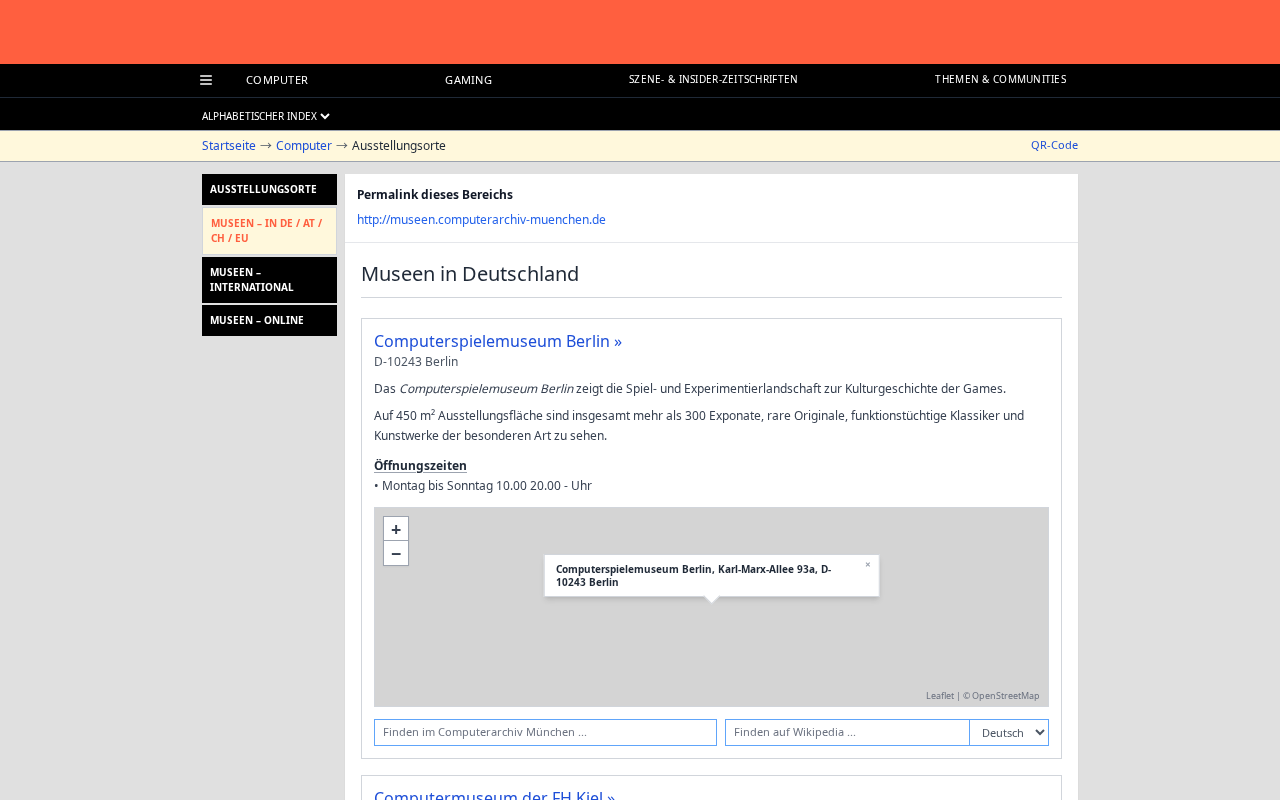 COMPUTER
GAMING
SZENE- & INSIDER-ZEITSCHRIFTEN
THEMEN & COMMUNITIES
ALPHABETISCHER INDEX
Startseite → Computer → Ausstellungsorte
QR-Code
AUSSTELLUNGSORTE
MUSEEN – IN DE / AT /
CH / EU
MUSEEN –
INTERNATIONAL
MUSEEN – ONLINE
Permalink dieses Bereichs
http://museen.computerarchiv-muenchen.de
Museen in Deutschland
Computerspielemuseum Berlin »
D-10243 Berlin
Das Computerspielemuseum Berlin zeigt die Spiel- und Experimentierlandschaft zur Kulturgeschichte der Games.
Auf 450 m² Ausstellungsfläche sind insgesamt mehr als 300 Exponate, rare Originale, funktionstüchtige Klassiker und
Kunstwerke der besonderen Art zu sehen.
Öffnungszeiten
• Montag bis Sonntag 10.00 20.00 - Uhr
+
−
Computerspielemuseum Berlin, Karl-Marx-Allee 93a, D-
10243 Berlin
×
Leaflet | © OpenStreetMap
Finden im Computerarchiv München ...
Finden auf Wikipedia ...
Deutsch
Computermuseum der FH Kiel »